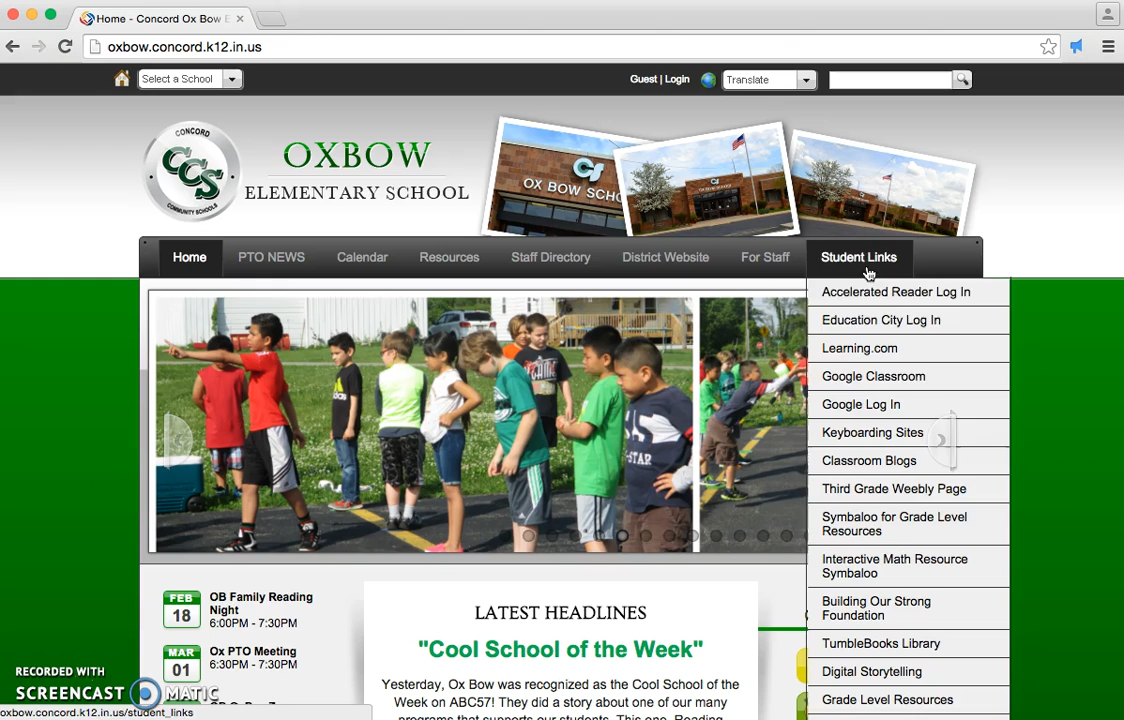 Home - Concord Ox Bow E
oxbow.concord.k12.in.us
Select a School
Guest | Login
Translate
CONCORD
CCS
COMMUNITY SCHOOLS
OXBOW
ELEMENTARY SCHOOL
OX BOW SCHO
Home
PTO NEWS
Calendar
Resources
Staff Directory
District Website
For Staff
Student Links
Accelerated Reader Log In
Education City Log In
Learning.com
Google Classroom
Google Log In
Keyboarding Sites
Classroom Blogs
Third Grade Weekly Page
Symbaloo for Grade Level
Resources
Interactive Math Resource
Symbaloo
Building Our Strong
Foundation
TumbleBooks Library
Digital Storytelling
Grade Level Resources
-STAR
FEB
18
OB Family Reading
Night
6:00PM - 7:30PM
MAR
01
Ox PTO Meeting
6:30PM - 7:30PM
LATEST HEADLINES
"Cool School of the Week"
Yesterday, Ox Bow was recognized as the Cool School of the
Week on ABC57! They did a story about one of our many
programs that supports our students. This one, Reading
RECORDED WITH
SCREENCAST MATIC
oxbow.concord.k12.in.us/student_links